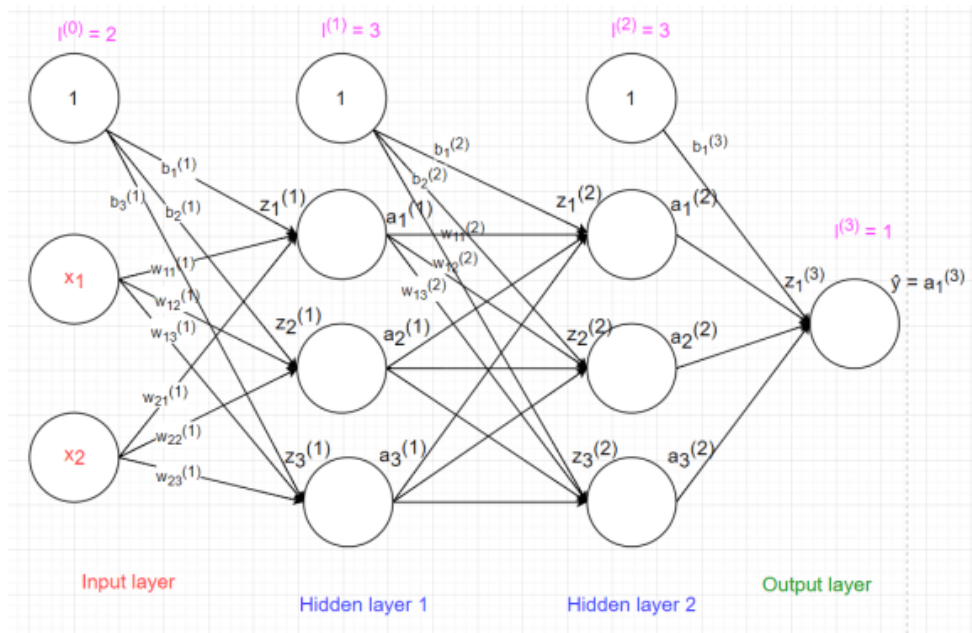 l(0) = 2
l(1) = 3
l(2) = 3
1
1
1
b1(1)
b2(1)
b3(1)
b1(2)
b2(2)
b1(3)
z1(1)
a1(1)
z1(2)
a1(2)
l(3) = 1
x1
w11(1)
w12(1)
w13(1)
w11(2)
w12(2)
w13(2)
z1(3)
ŷ = a1(3)
z2(1)
a2(1)
z2(2)
a2(2)
x2
w21(1)
w22(1)
w23(1)
z3(1)
a3(1)
z3(2)
a3(2)
Input layer
Hidden layer 1
Hidden layer 2
Output layer